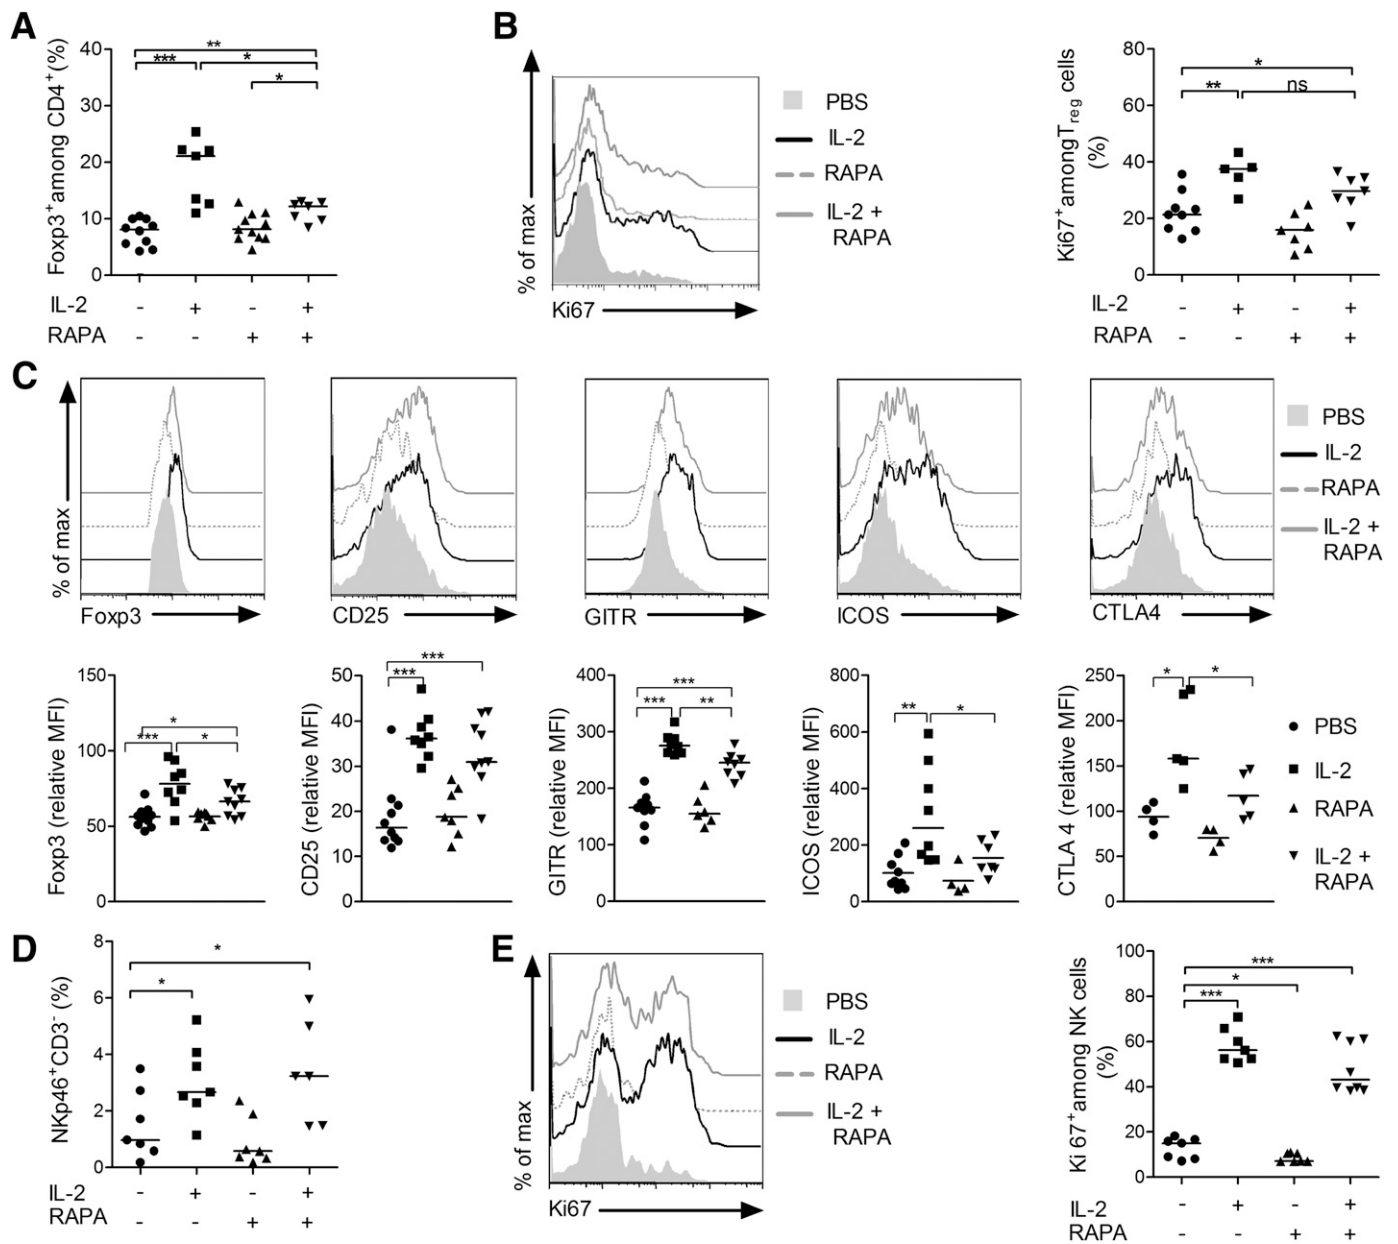 A
Foxp3+among CD4+(%)
40
30
20
10
0
**
***
*
*
IL-2 - + - +
RAPA - - + +
B
% of max
Ki67
PBS
IL-2
RAPA
IL-2 +
RAPA
Ki67+amongTreg cells
(%)
80
60
40
20
0
*
**
ns
IL-2 - + - +
RAPA - - + +
C
% of max
Foxp3
CD25
GITR
ICOS
CTLA4
PBS
IL-2
RAPA
IL-2 +
RAPA
Foxp3 (relative MFI)
150
100
50
0
*
***
*
CD25 (relative MFI)
50
40
30
20
10
0
***
***
GITR (relative MFI)
400
300
200
100
0
***
***
**
ICOS (relative MFI)
800
600
400
200
0
**
*
CTLA 4 (relative MFI)
250
200
150
100
50
0
*
*
PBS
IL-2
RAPA
IL-2 +
RAPA
D
NKp46+CD3- (%)
8
6
4
2
0
*
*
IL-2 - + - +
RAPA - - + +
E
% of max
Ki67
PBS
IL-2
RAPA
IL-2 +
RAPA
Ki 67+among NK cells
(%)
100
80
60
40
20
0
***
*
***
IL-2 - + - +
RAPA - - + +